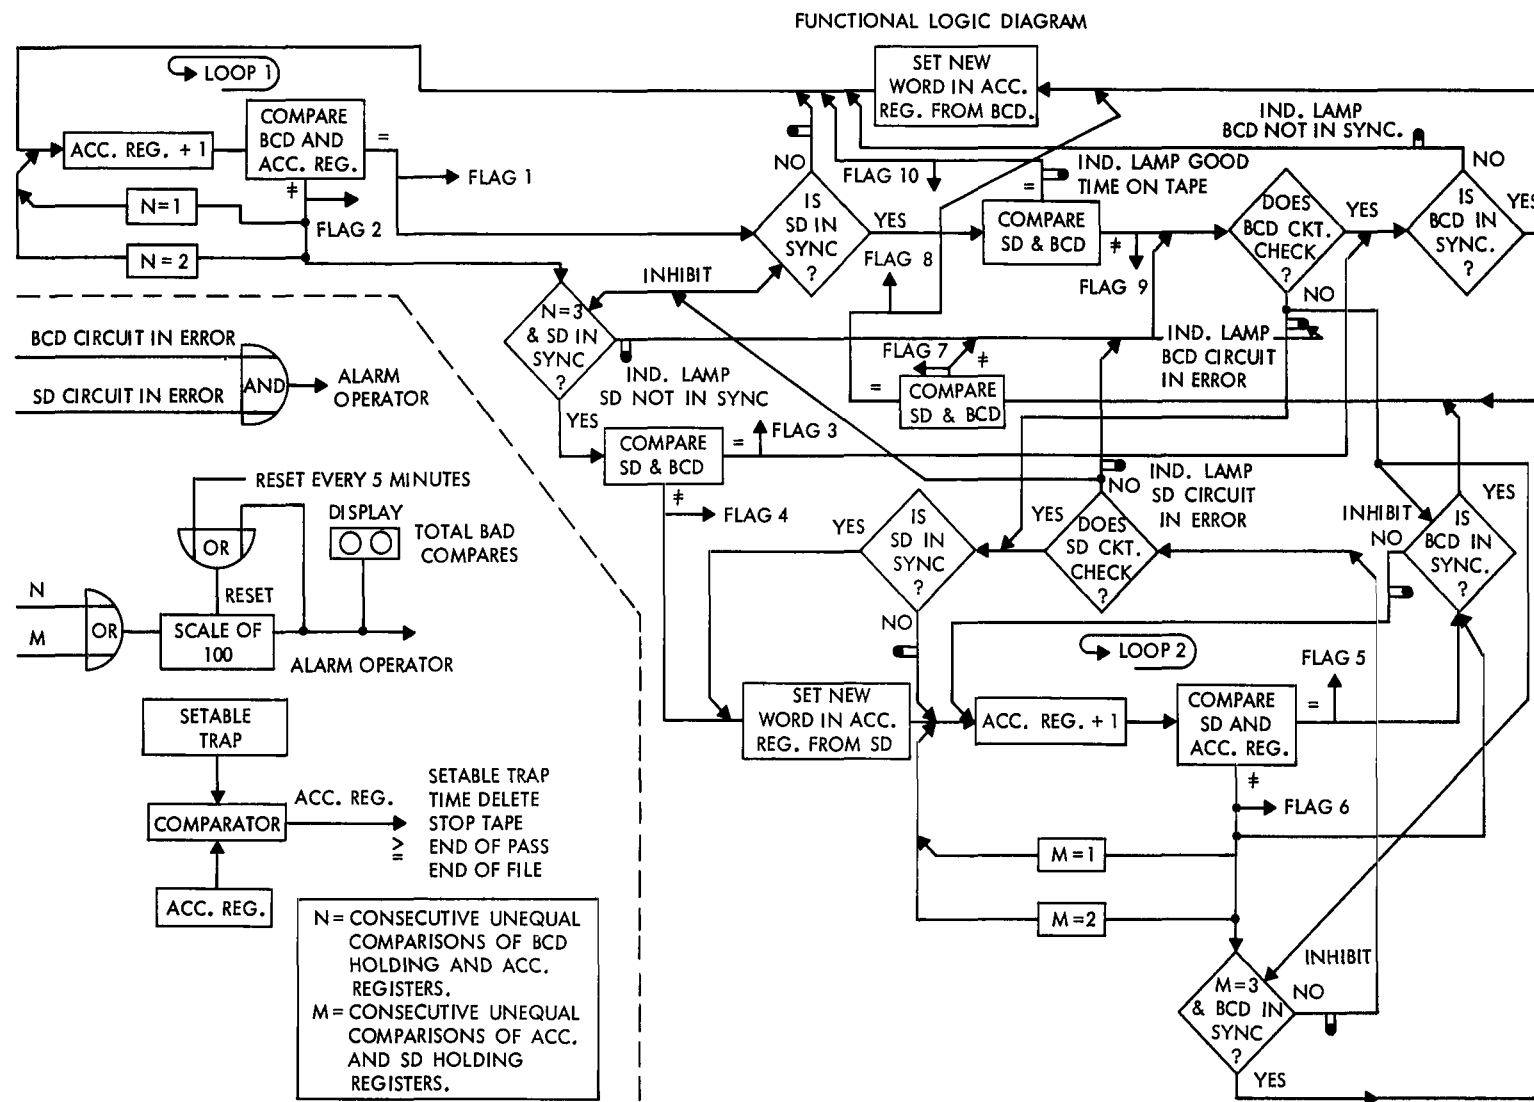 FUNCTIONAL LOGIC DIAGRAM
LOOP 1
COMPARE
BCD AND
ACC. REG.
ACC. REG. + 1
=
≠
FLAG 1
N=1
FLAG 2
N=2
SET NEW
WORD IN ACC.
REG. FROM BCD.
IND. LAMP
BCD NOT IN SYNC.
NO
IS
SD IN
SYNC
?
YES
FLAG 10
=
IND. LAMP GOOD
TIME ON TAPE
COMPARE
SD & BCD
≠
FLAG 8
FLAG 9
DOES
BCD CKT.
CHECK
?
YES
NO
NO
IS
BCD IN
SYNC.
?
YES
INHIBIT
N=3
& SD IN
SYNC
?
IND. LAMP
SD NOT IN SYNC
YES
FLAG 7
≠
=
COMPARE
SD & BCD
IND. LAMP
BCD CIRCUIT
IN ERROR
BCD CIRCUIT IN ERROR
SD CIRCUIT IN ERROR
AND
ALARM
OPERATOR
COMPARE
SD & BCD
=
FLAG 3
≠
FLAG 4
RESET EVERY 5 MINUTES
OR
DISPLAY
TOTAL BAD
COMPARES
RESET
N
M
OR
SCALE OF
100
ALARM OPERATOR
YES
IS
SD IN
SYNC
?
NO
YES
DOES
SD CKT.
CHECK
?
NO
IND. LAMP
SD CIRCUIT
IN ERROR
INHIBIT
NO
YES
IS
BCD IN
SYNC.
?
LOOP 2
SET NEW
WORD IN ACC.
REG. FROM SD
ACC. REG. + 1
COMPARE
SD AND
ACC. REG.
=
FLAG 5
≠
FLAG 6
M=1
M=2
INHIBIT
M=3
& BCD IN
SYNC
?
NO
YES
SETABLE
TRAP
COMPARATOR
ACC. REG.
ACC. REG.
≥
=
SETABLE TRAP
TIME DELETE
STOP TAPE
END OF PASS
END OF FILE
N = CONSECUTIVE UNEQUAL
COMPARISONS OF BCD
HOLDING AND ACC.
REGISTERS.
M = CONSECUTIVE UNEQUAL
COMPARISONS OF ACC.
AND SD HOLDING
REGISTERS.